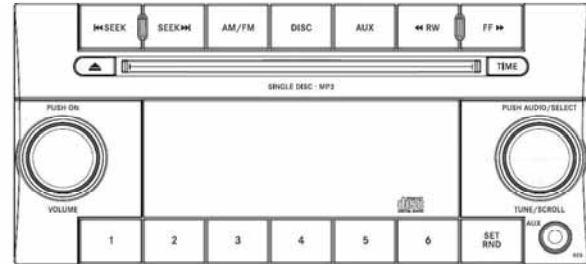 ⏮ SEEK
SEEK ⏭
AM/FM
DISC
AUX
◀◀ RW
FF ▶▶
TIME
SINGLE DISC · MP3
PUSH ON
PUSH AUDIO/SELECT
VOLUME
TUNE/SCROLL
AUX
1
2
3
4
5
6
SET
RND